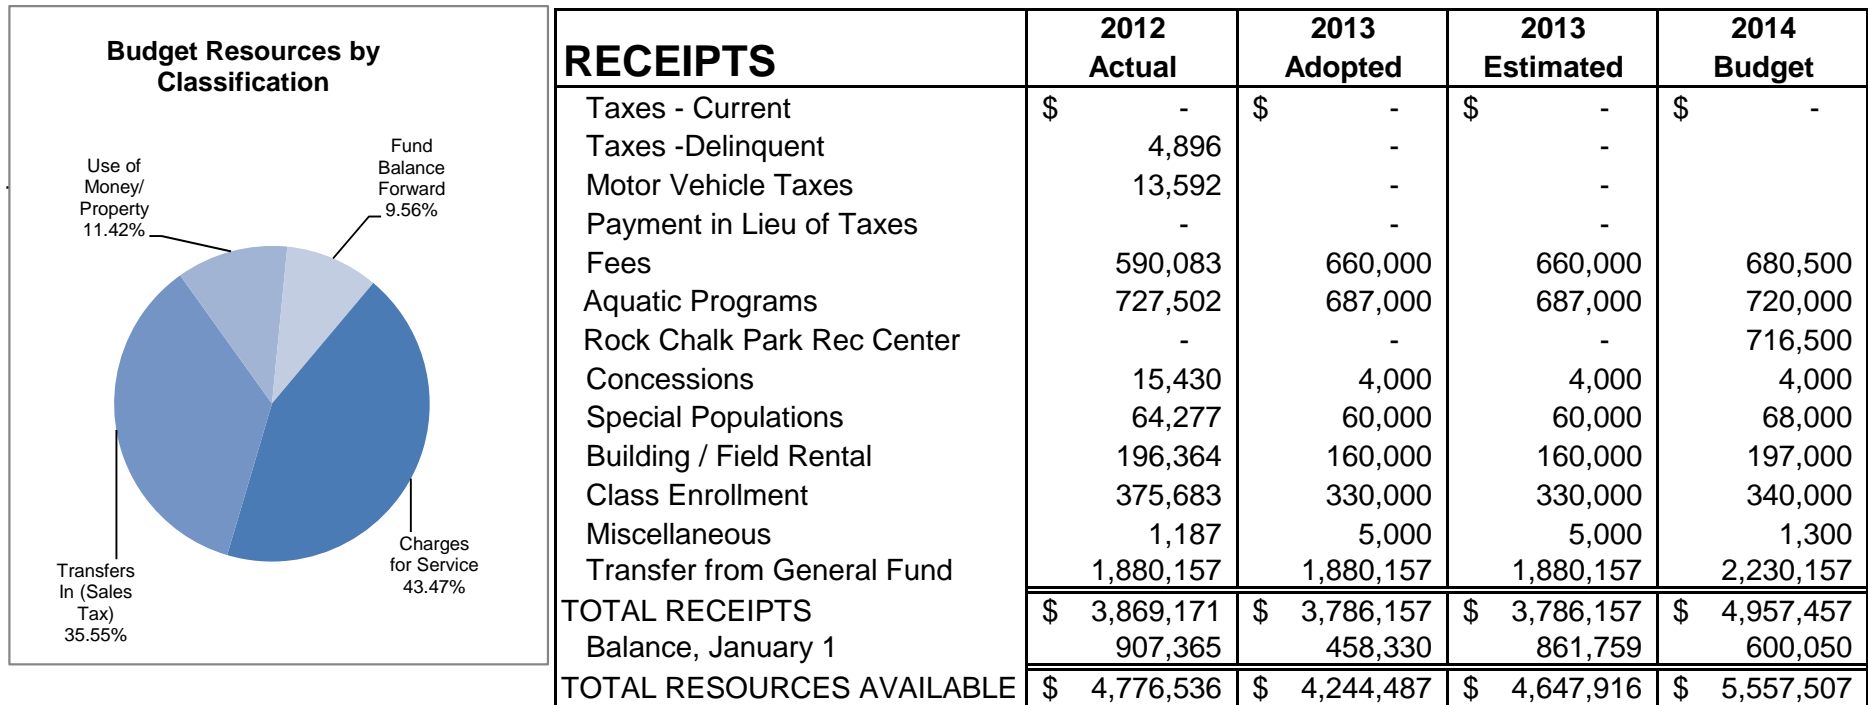 Budget Resources by
Classification
Use of
Money/
Property
11.42%
Fund
Balance
Forward
9.56%
Transfers
In (Sales
Tax)
35.55%
Charges
for Service
43.47%
2012 2013 2013 2014
RECEIPTS Actual Adopted Estimated Budget
Taxes - Current $ - $ - $ - $ -
Taxes -Delinquent 4,896 - -
Motor Vehicle Taxes 13,592 - -
Payment in Lieu of Taxes - - -
Fees 590,083 660,000 660,000 680,500
Aquatic Programs 727,502 687,000 687,000 720,000
Rock Chalk Park Rec Center - - - 716,500
Concessions 15,430 4,000 4,000 4,000
Special Populations 64,277 60,000 60,000 68,000
Building / Field Rental 196,364 160,000 160,000 197,000
Class Enrollment 375,683 330,000 330,000 340,000
Miscellaneous 1,187 5,000 5,000 1,300
Transfer from General Fund 1,880,157 1,880,157 1,880,157 2,230,157
TOTAL RECEIPTS $ 3,869,171 $ 3,786,157 $ 3,786,157 $ 4,957,457
Balance, January 1 907,365 458,330 861,759 600,050
TOTAL RESOURCES AVAILABLE $ 4,776,536 $ 4,244,487 $ 4,647,916 $ 5,557,507